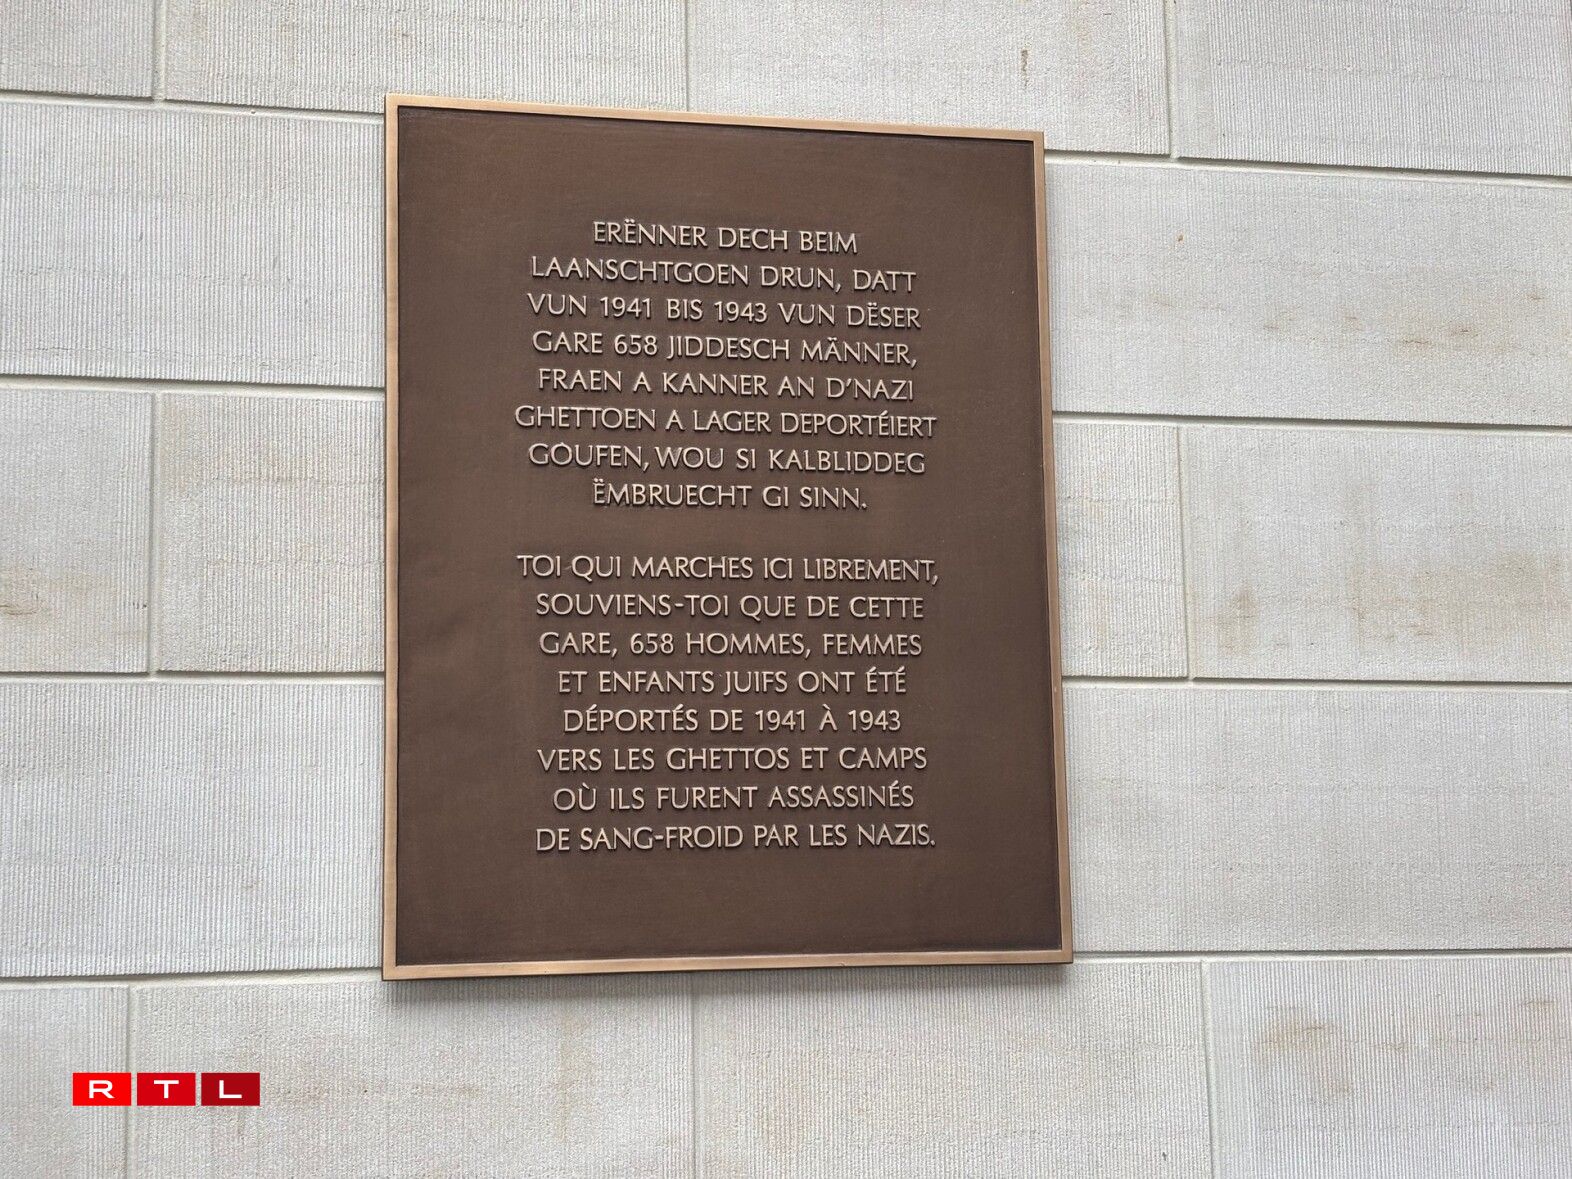 ERËNNER DECH BEIM
LAANSCHTGOEN DRUN, DATT
VUN 1941 BIS 1943 VUN DËSER
GARE 658 JIDDESCH MÄNNER,
FRAEN A KANNER AN D'NAZI
GHETTOEN A LAGER DEPORTÉIERT
GOUFEN, WOU SI KALBLIDDEG
ËMBRUECHT GI SINN.
TOI QUI MARCHES ICI LIBREMENT,
SOUVIENS-TOI QUE DE CETTE
GARE, 658 HOMMES, FEMMES
ET ENFANTS JUIFS ONT ÉTÉ
DÉPORTÉS DE 1941 À 1943
VERS LES GHETTOS ET CAMPS
OÙ ILS FURENT ASSASSINÉS
DE SANG-FROID PAR LES NAZIS.
RTL